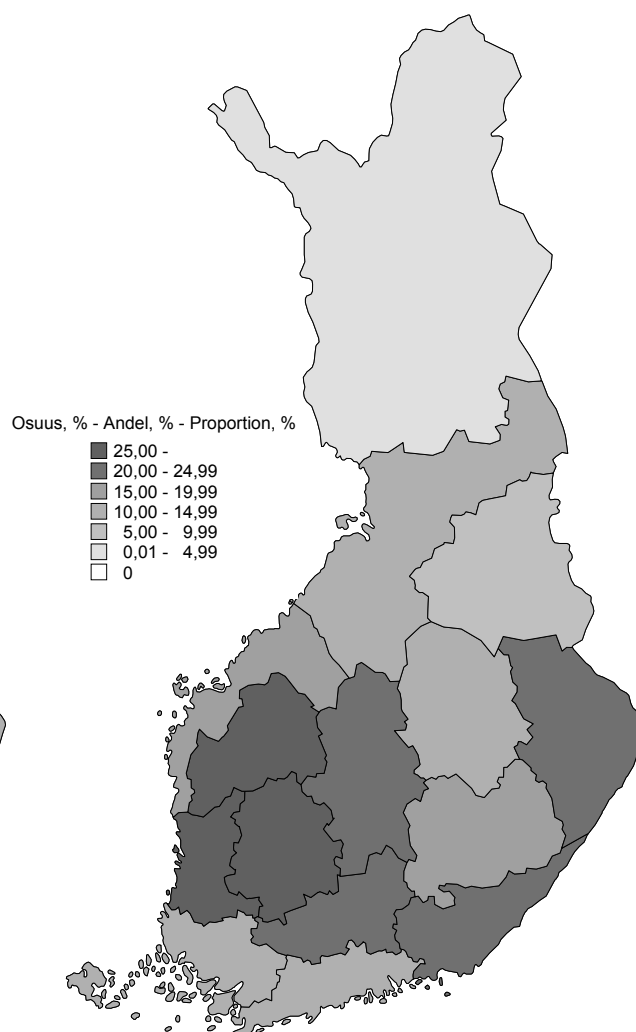 Osuus, % - Andel, % - Proportion, %
25,00 -
20,00 - 24,99
15,00 - 19,99
10,00 - 14,99
5,00 - 9,99
0,01 - 4,99
0